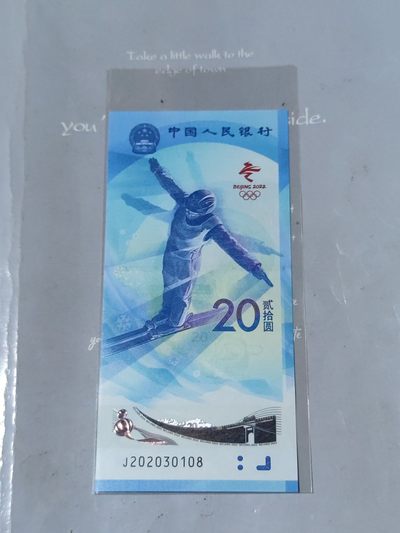 Take a little walk to the
edge of town
you'
side.
中国人民银行
BEIJING 2022
20
贰拾圆
20
J202030108